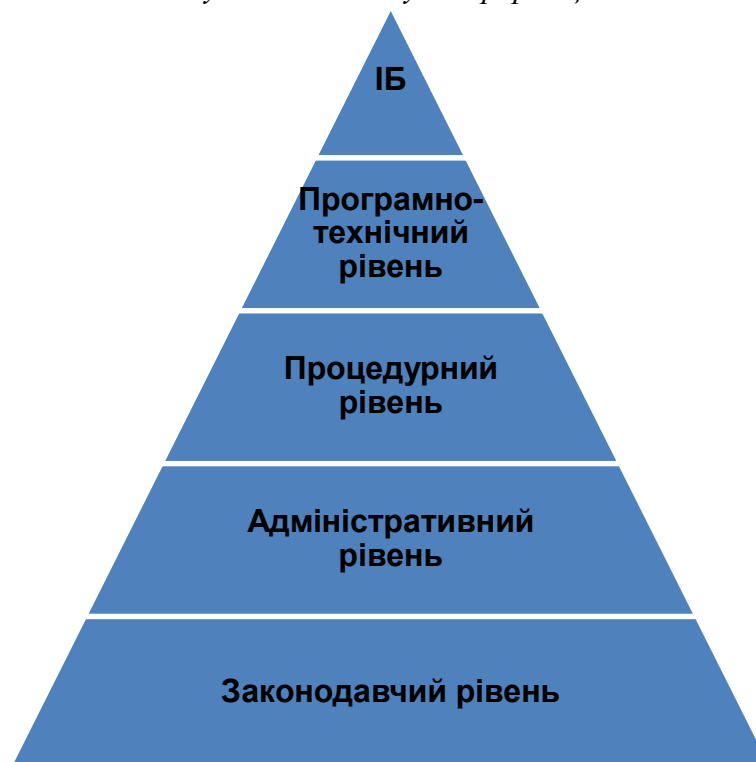 ІБ
Програмно-
технічний
рівень
Процедурний
рівень
Адміністративний
рівень
Законодавчий рівень